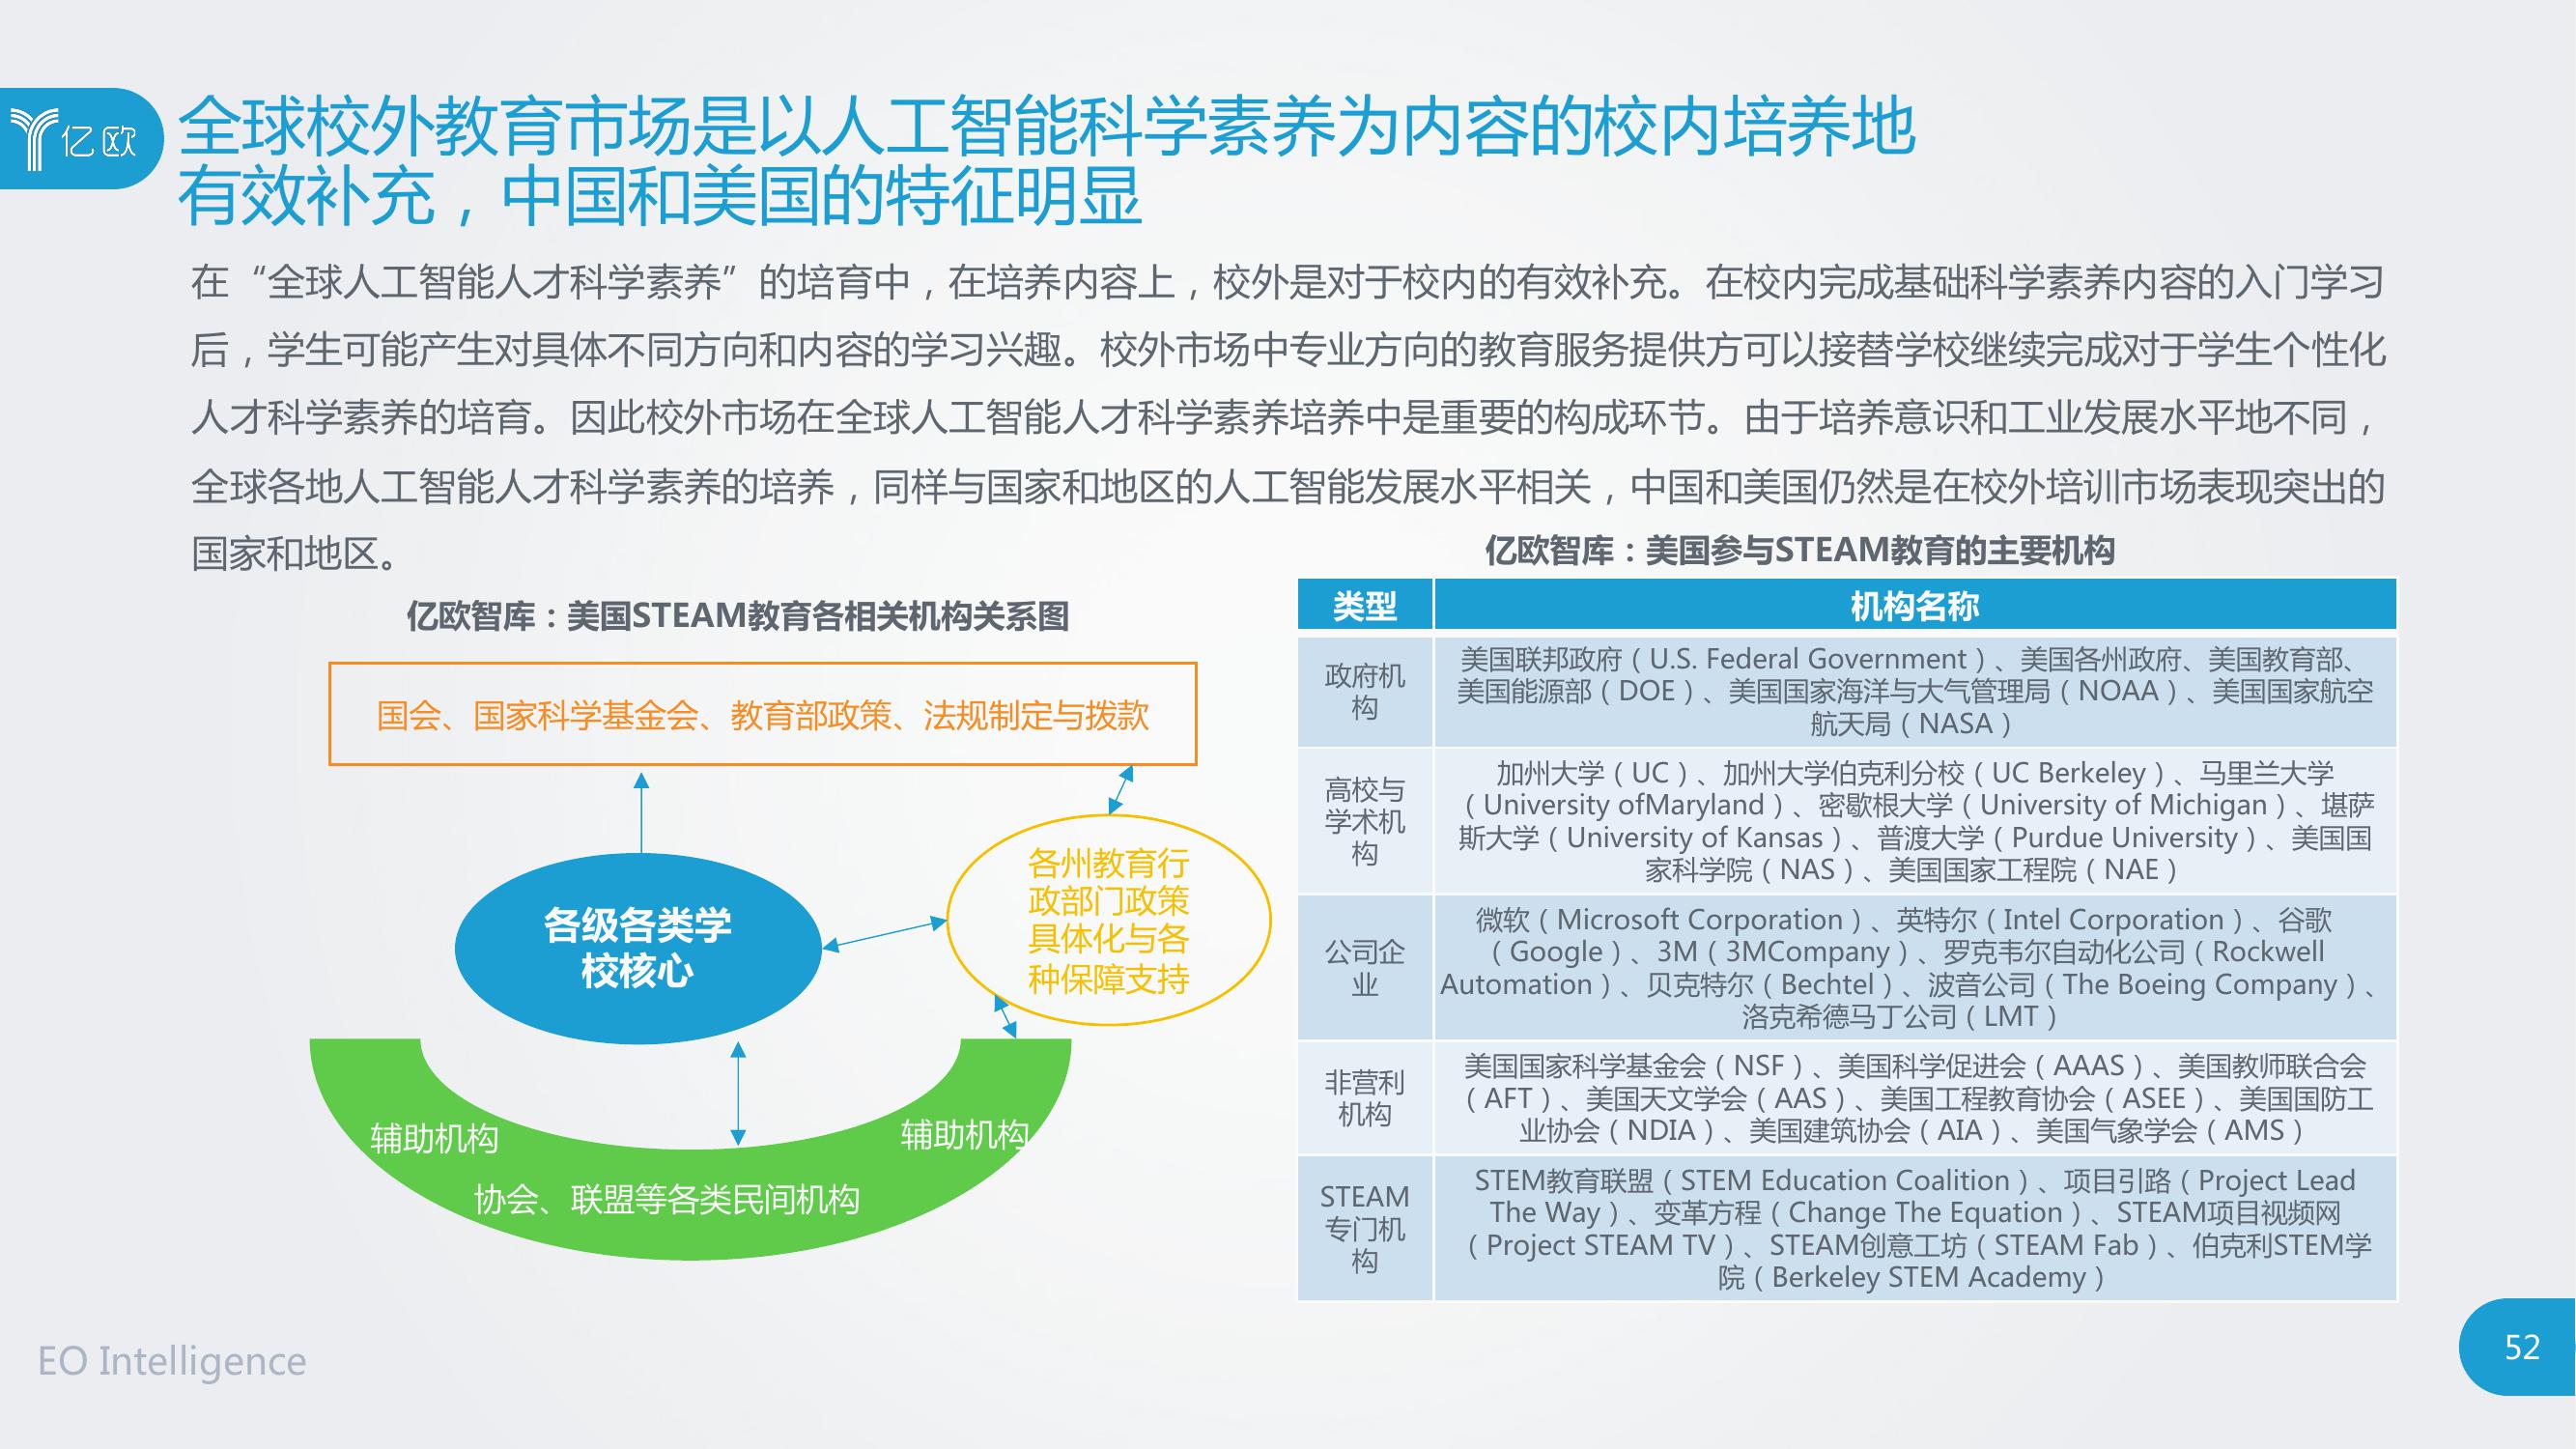 亿欧
全球校外教育市场是以人工智能科学素养为内容的校内培养地
有效补充，中国和美国的特征明显
在“全球人工智能人才科学素养”的培育中，在培养内容上，校外是对于校内的有效补充。在校内完成基础科学素养内容的入门学习
后，学生可能产生对具体不同方向和内容的学习兴趣。校外市场中专业方向的教育服务提供方可以接替学校继续完成对于学生个性化
人才科学素养的培育。因此校外市场在全球人工智能人才科学素养培养中是重要的构成环节。由于培养意识和工业发展水平地不同，
全球各地人工智能人才科学素养的培养，同样与国家和地区的人工智能发展水平相关，中国和美国仍然是在校外培训市场表现突出的
国家和地区。
亿欧智库：美国STEAM教育各相关机构关系图
国会、国家科学基金会、教育部政策、法规制定与拨款
各级各类学
校核心
各州教育行
政部门政策
具体化与各
种保障支持
辅助机构
辅助机构
协会、联盟等各类民间机构
亿欧智库：美国参与STEAM教育的主要机构
类型
机构名称
政府机
构
美国联邦政府（U.S. Federal Government）、美国各州政府、美国教育部、
美国能源部（DOE）、美国国家海洋与大气管理局（NOAA）、美国国家航空
航天局（NASA）
高校与
学术机
构
加州大学（UC）、加州大学伯克利分校（UC Berkeley）、马里兰大学
（University ofMaryland）、密歇根大学（University of Michigan）、堪萨
斯大学（University of Kansas）、普渡大学（Purdue University）、美国国
家科学院（NAS）、美国国家工程院（NAE）
公司企
业
微软（Microsoft Corporation）、英特尔（Intel Corporation）、谷歌
（Google）、3M（3MCompany）、罗克韦尔自动化公司（Rockwell
Automation）、贝克特尔（Bechtel）、波音公司（The Boeing Company）、
洛克希德马丁公司（LMT）
非营利
机构
美国国家科学基金会（NSF）、美国科学促进会（AAAS）、美国教师联合会
（AFT）、美国天文学会（AAS）、美国工程教育协会（ASEE）、美国国防工
业协会（NDIA）、美国建筑协会（AIA）、美国气象学会（AMS）
STEAM
专门机
构
STEM教育联盟（STEM Education Coalition）、项目引路（Project Lead
The Way）、变革方程（Change The Equation）、STEAM项目视频网
（Project STEAM TV）、STEAM创意工坊（STEAM Fab）、伯克利STEM学
院（Berkeley STEM Academy）
EO Intelligence
52